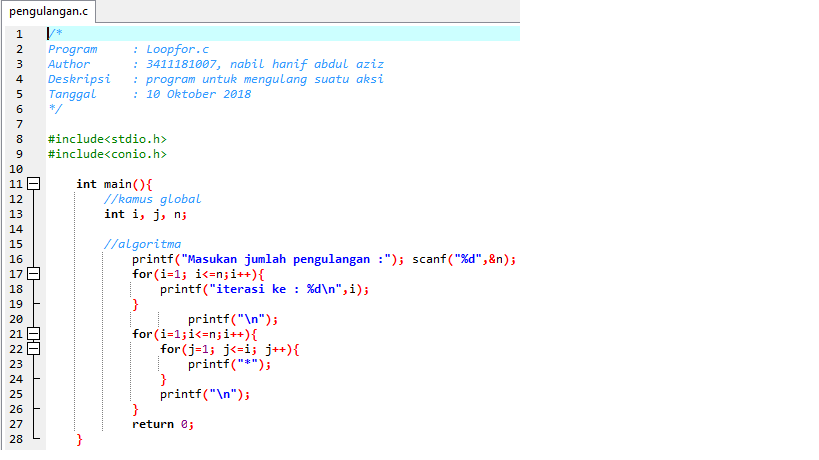 pengulangan.c
1 /*
2 Program : Loopfor.c
3 Author : 3411181007, nabil hanif abdul aziz
4 Deskripsi : program untuk mengulang suatu aksi
5 Tanggal : 10 Oktober 2018
6 */
7
8 #include<stdio.h>
9 #include<conio.h>
10
11 int main(){
12 //kamus global
13 int i, j, n;
14
15 //algoritma
16 printf("Masukan jumlah pengulangan :"); scanf("%d",&n);
17 for(i=1; i<=n;i++){
18 printf("iterasi ke : %d\n",i);
19 }
20 printf("\n");
21 for(i=1;i<=n;i++){
22 for(j=1; j<=i; j++){
23 printf("*");
24 }
25 printf("\n");
26 }
27 return 0;
28 }